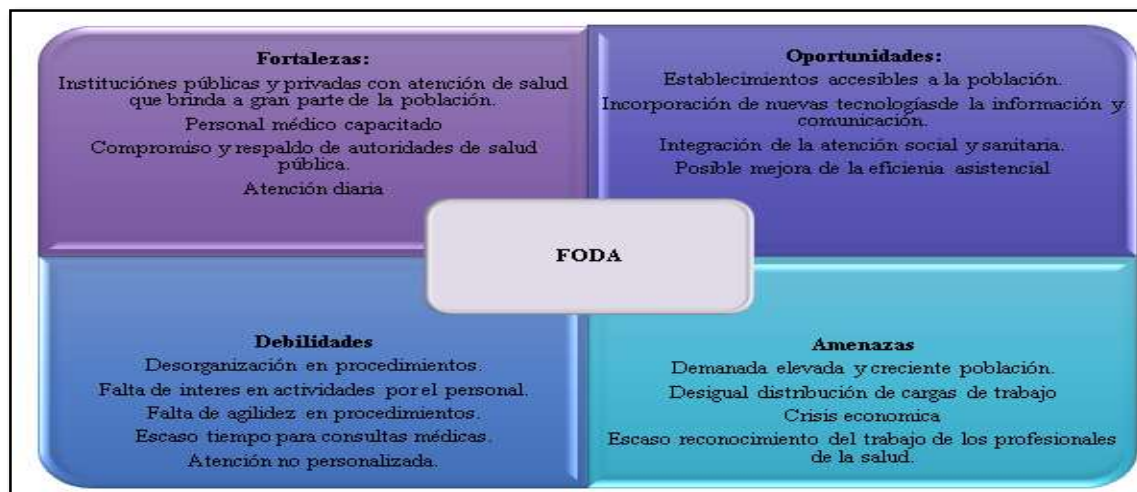 Fortalezas:
Instituciónes públicas y privadas con atención de salud
que brinda a gran parte de la población.
Personal médico capacitado
Compromiso y respaldo de autoridades de salud
pública.
Atención diaria
Oportunidades:
Establecimientos accesibles a la población.
Incorporación de nuevas tecnologíasde la información y
comunicación.
Integración de la atención social y sanitaria.
Posible mejora de la eficienia asistencial
FODA
Debilidades
Desorganización en procedimientos.
Falta de interes en actividades por el personal.
Falta de agilidez en procedimientos.
Escaso tiempo para consultas médicas.
Atención no personalizada.
Amenazas
Demanada elevada y creciente población.
Desigual distribución de cargas de trabajo
Crisis economica
Escaso reconocimiento del trabajo de los profesionales
de la salud.